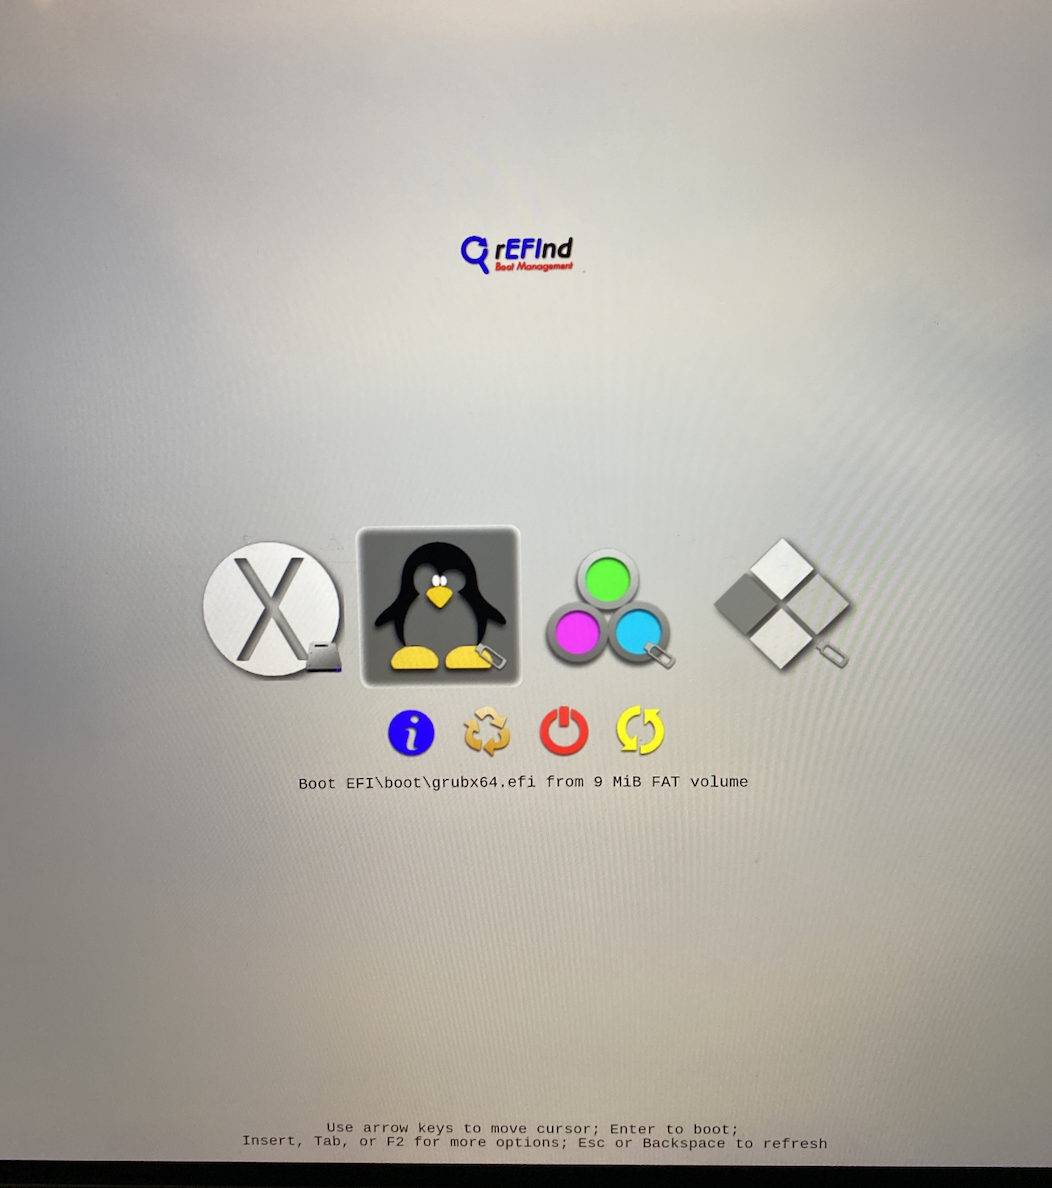 rEFInd
Boot Management
Boot EFI\boot\grubx64.efi from 9 MiB FAT volume
Use arrow keys to move cursor; Enter to boot;
Insert, Tab, or F2 for more options; Esc or Backspace to refresh